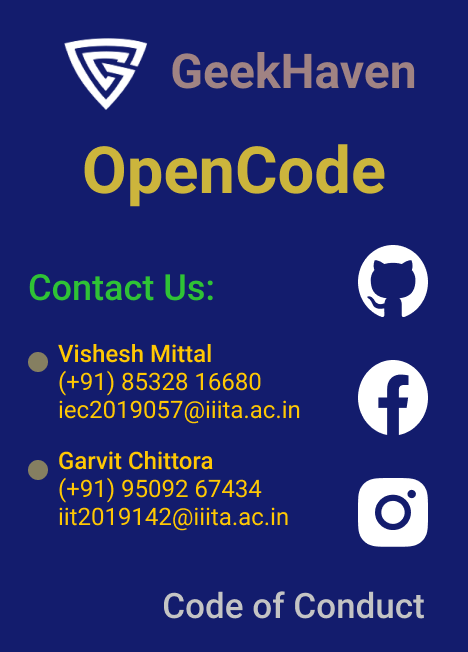 GeekHaven
OpenCode
Contact Us:
Vishesh Mittal
(+91) 85328 16680
iec2019057@iiita.ac.in
Garvit Chittora
(+91) 95092 67434
iit2019142@iiita.ac.in
Code of Conduct